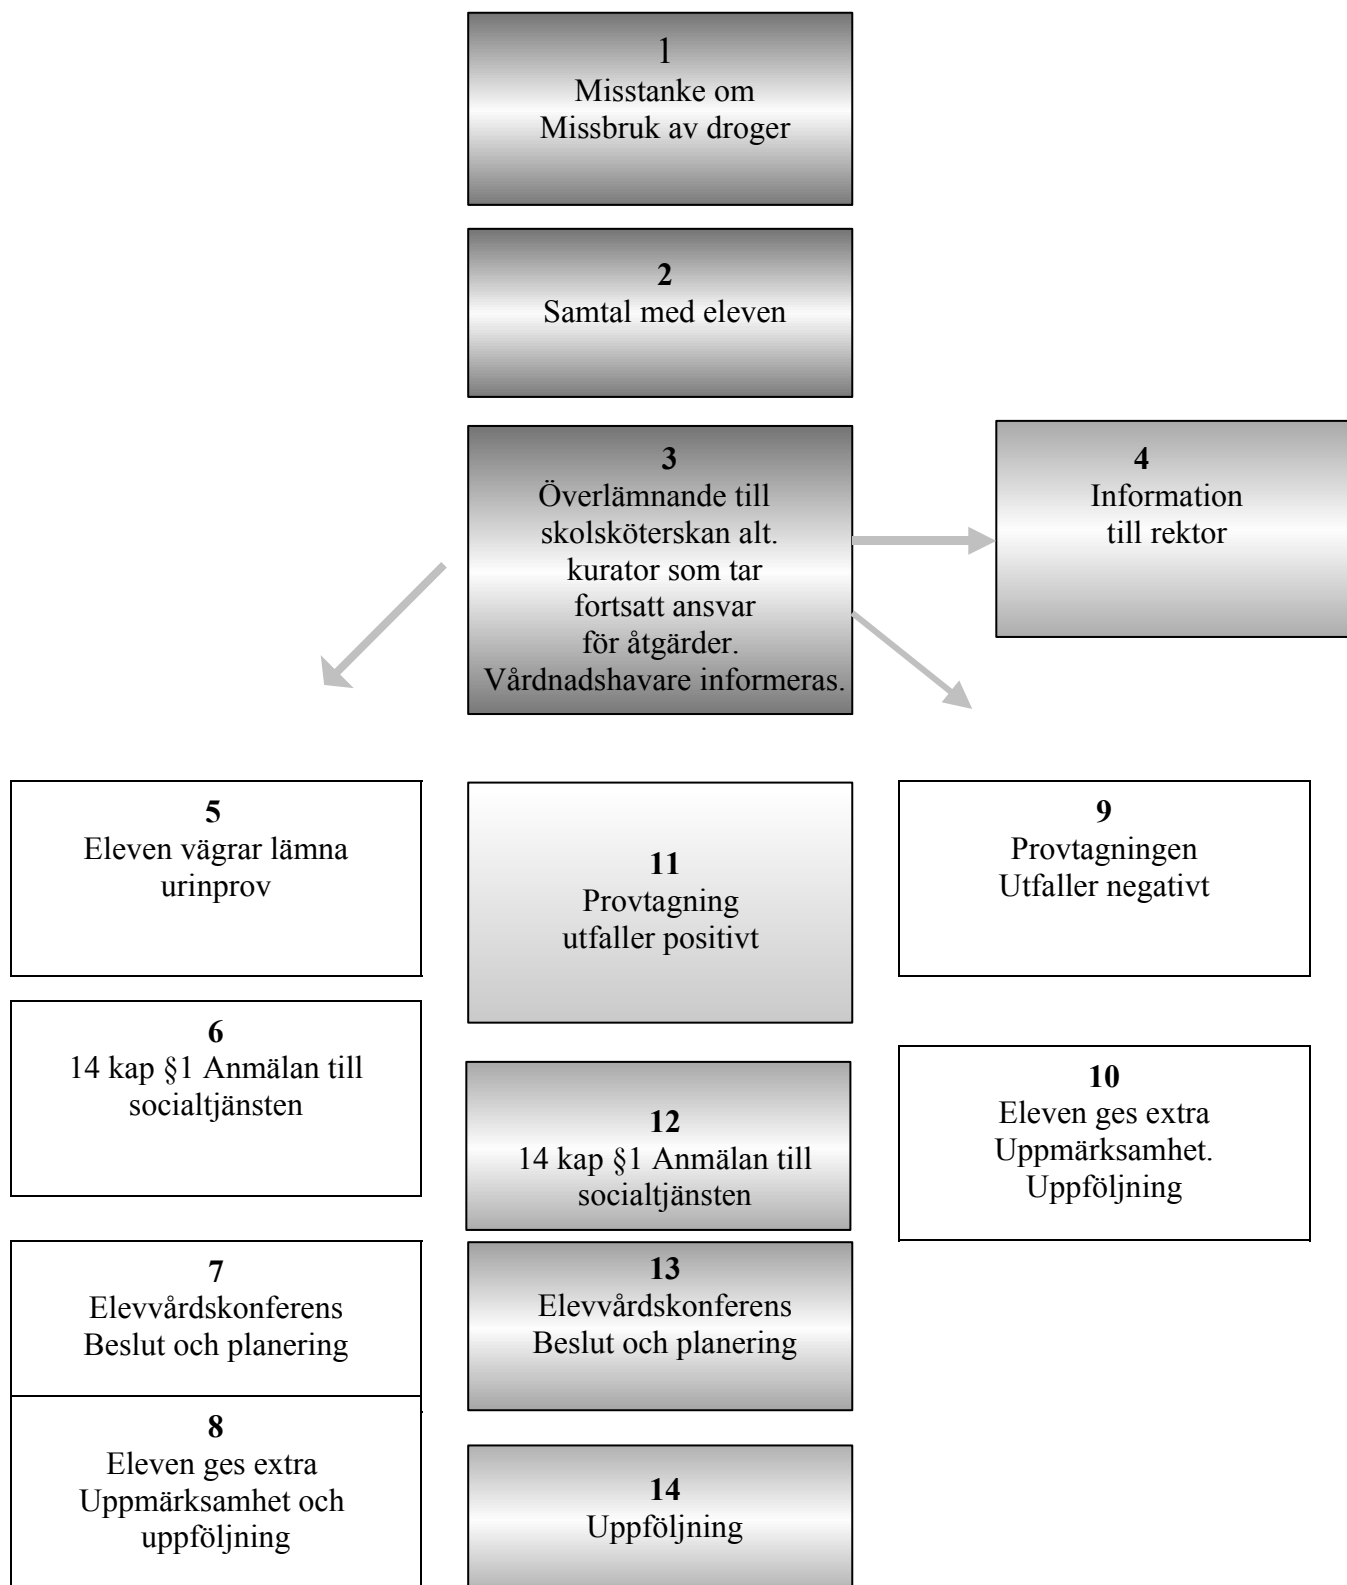 1
Misstanke om
Missbruk av droger
2
Samtal med eleven
3
Överlämnande till
skolsköterskan alt.
kurator som tar
fortsatt ansvar
för åtgärder.
Vårdnadshavare informeras.
4
Information
till rektor
5
Eleven vägrar lämna
urinprov
6
14 kap §1 Anmälan till
socialtjänsten
7
Elevvårdskonferens
Beslut och planering
8
Eleven ges extra
Uppmärksamhet och
uppföljning
9
Provtagningen
Utfaller negativt
10
Eleven ges extra
Uppmärksamhet.
Uppföljning
11
Provtagning
utfaller positivt
12
14 kap §1 Anmälan till
socialtjänsten
13
Elevvårdskonferens
Beslut och planering
14
Uppföljning